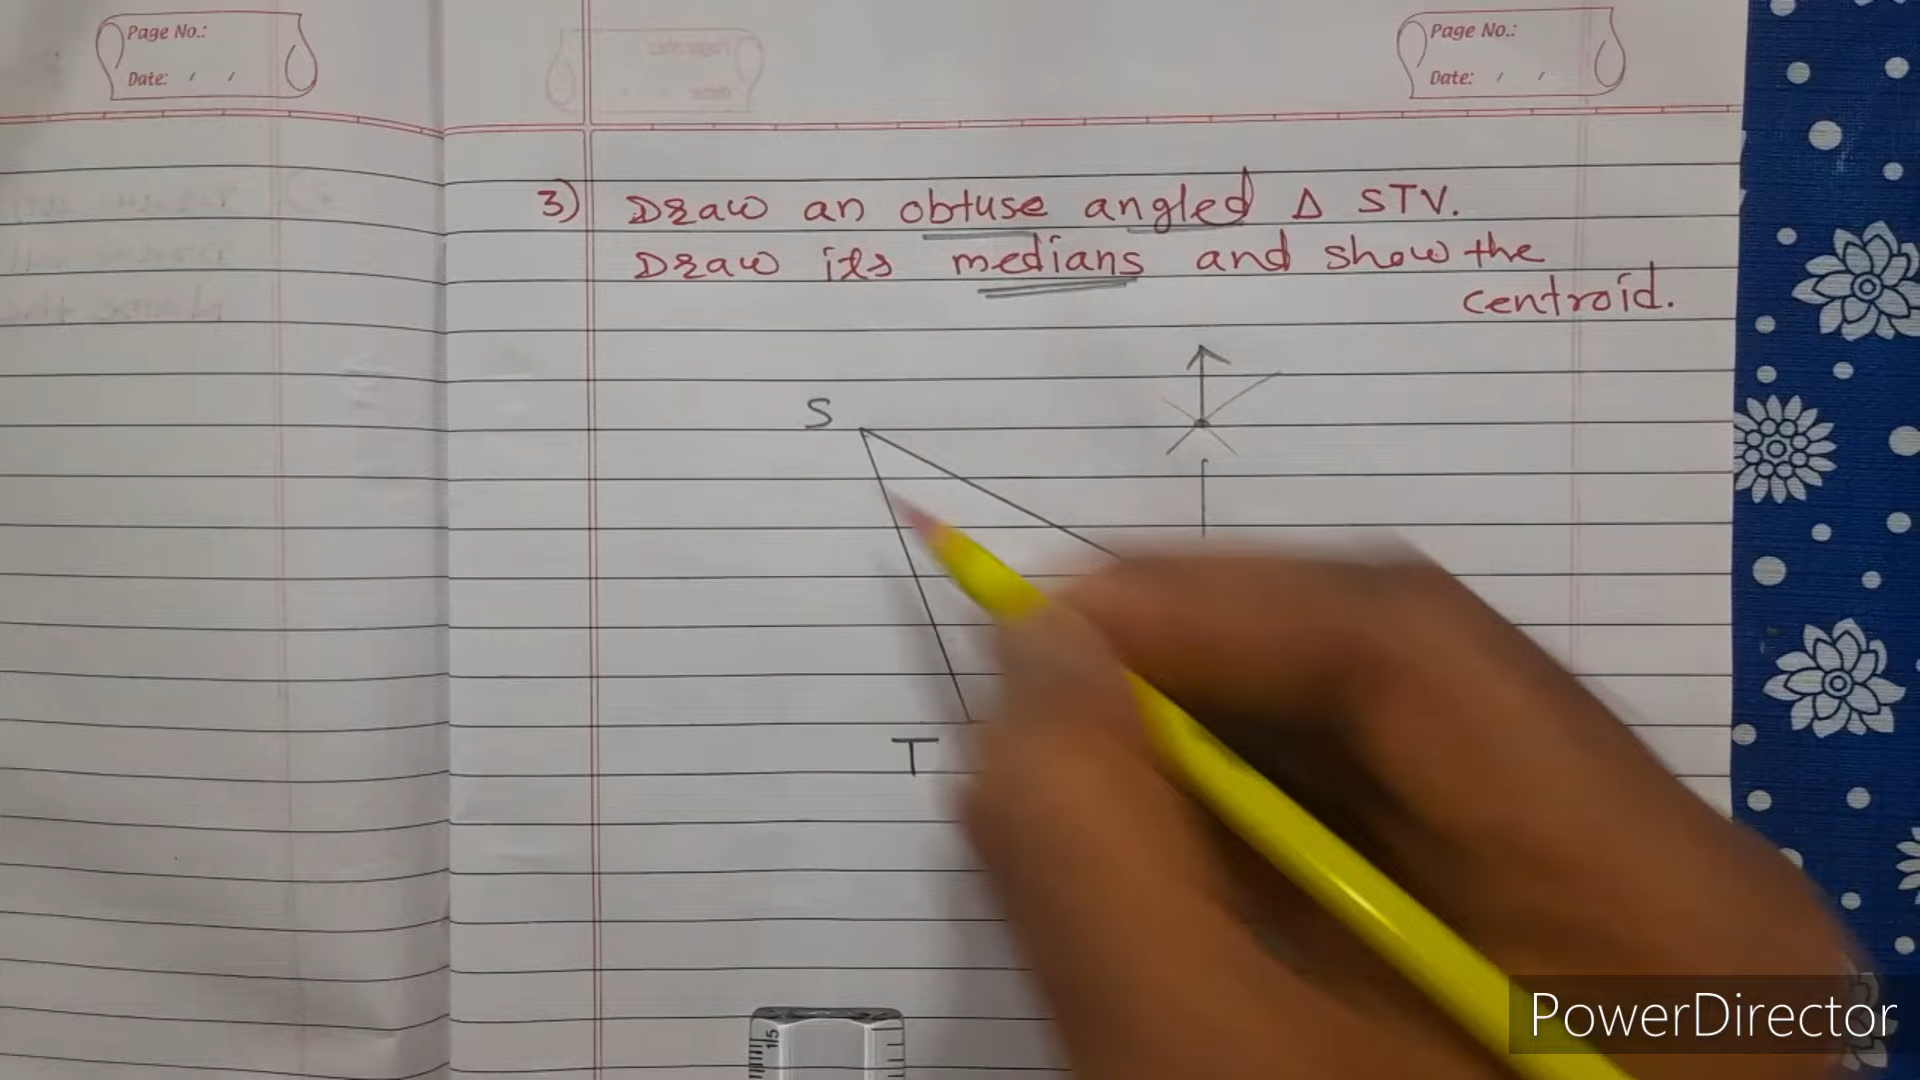 Page No.:
Date: / /
Page No.:
Date: / /
3) Draw an obtuse angled Δ STV.
Draw its medians and show the
centroid.
S
T
15
PowerDirector